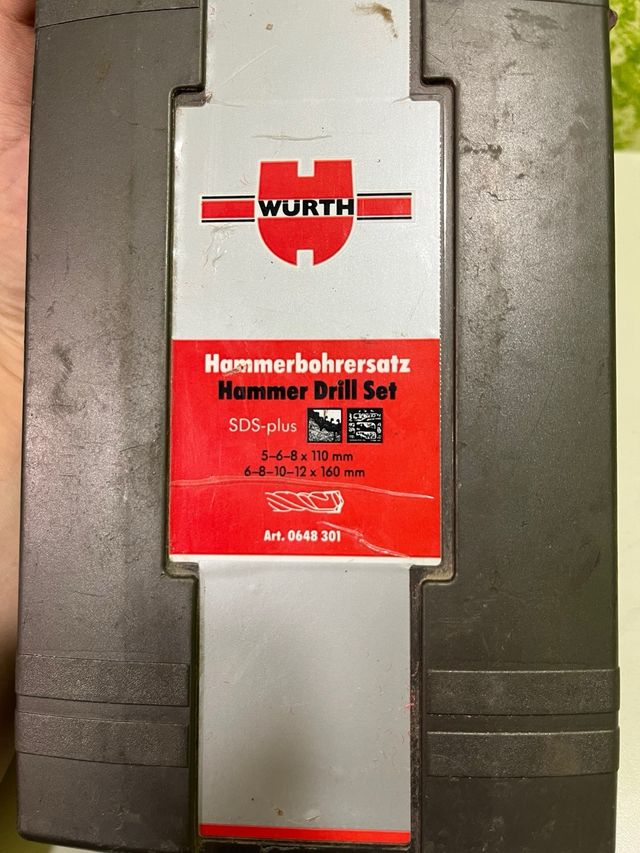 WÜRTH
Hammerbohrersatz
Hammer Drill Set
SDS-plus
5-6-8 x 110 mm
6-8-10-12 x 160 mm
Art. 0648 301